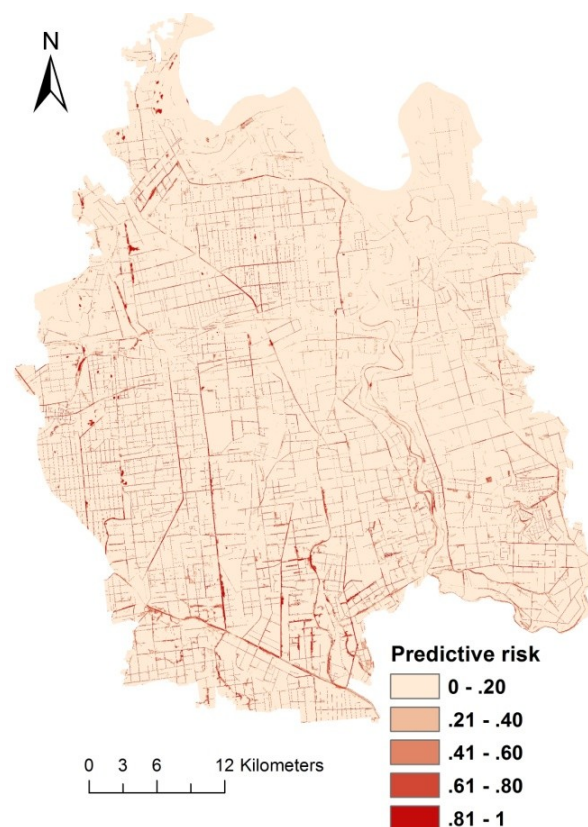 N
Predictive risk
0 - .20
.21 - .40
.41 - .60
.61 - .80
.81 - 1
0 3 6 12 Kilometers